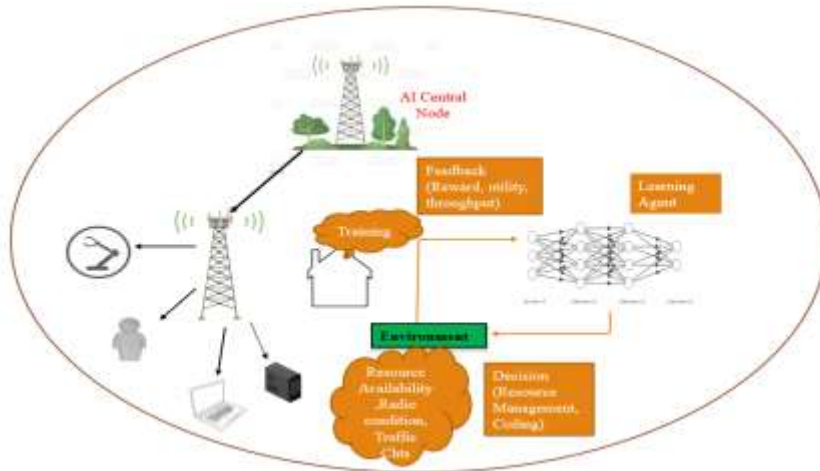 AI Central
Node
Feedback
(Reward, utility,
throughput)
Learning
Agent
Training
Environment
Resource
Availability
,Radio
condition,
Traffic
Chts
Decision
(Resource
Management,
Coding)